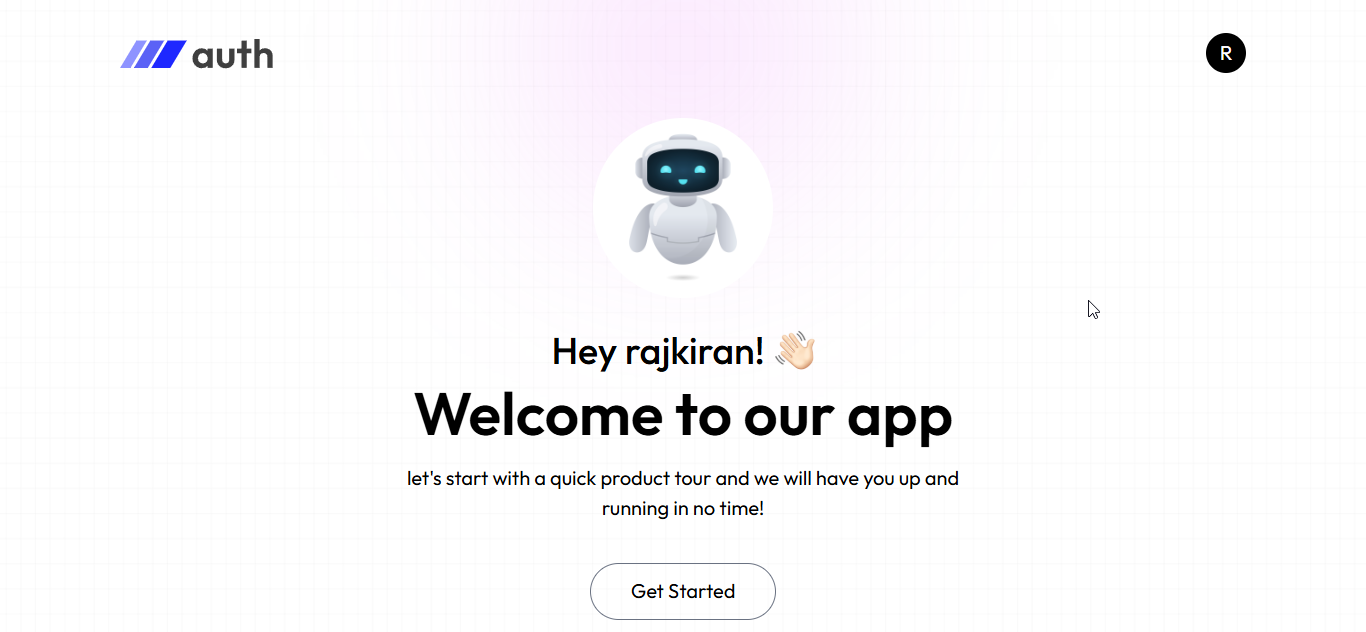 auth
R
Hey rajkiran! 👋🏻
Welcome to our app
let's start with a quick product tour and we will have you up and
running in no time!
Get Started